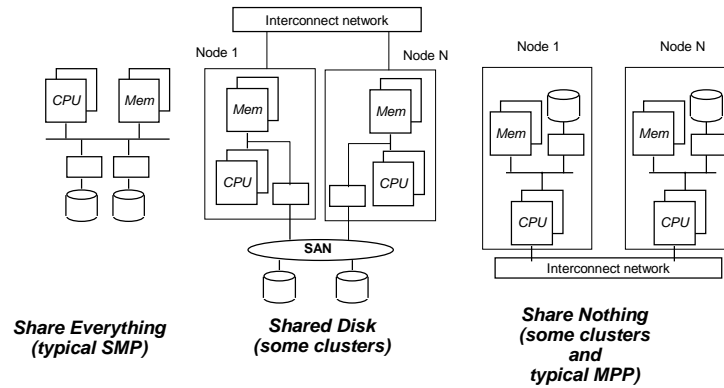 Interconnect network
Node 1
Node N
CPU
Mem
Mem
CPU
Mem
CPU
SAN
Node 1
Node N
Mem
CPU
Mem
CPU
Interconnect network
Share Everything
(typical SMP)
Shared Disk
(some clusters)
Share Nothing
(some clusters
and
typical MPP)